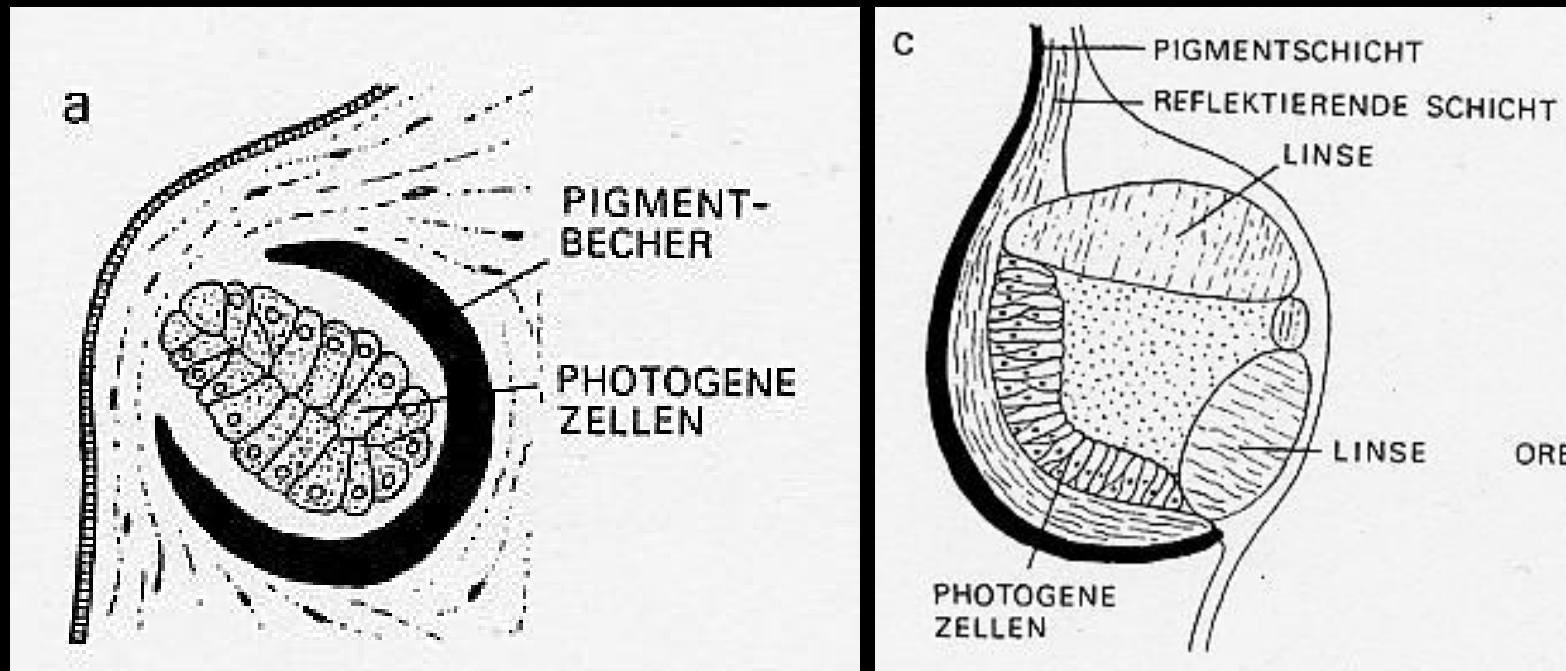 a
PIGMENT-
BECHER
PHOTOGENE
ZELLEN
c
PIGMENTSCHICHT
REFLEKTIERENDE SCHICHT
LINSE
LINSE
PHOTOGENE
ZELLEN